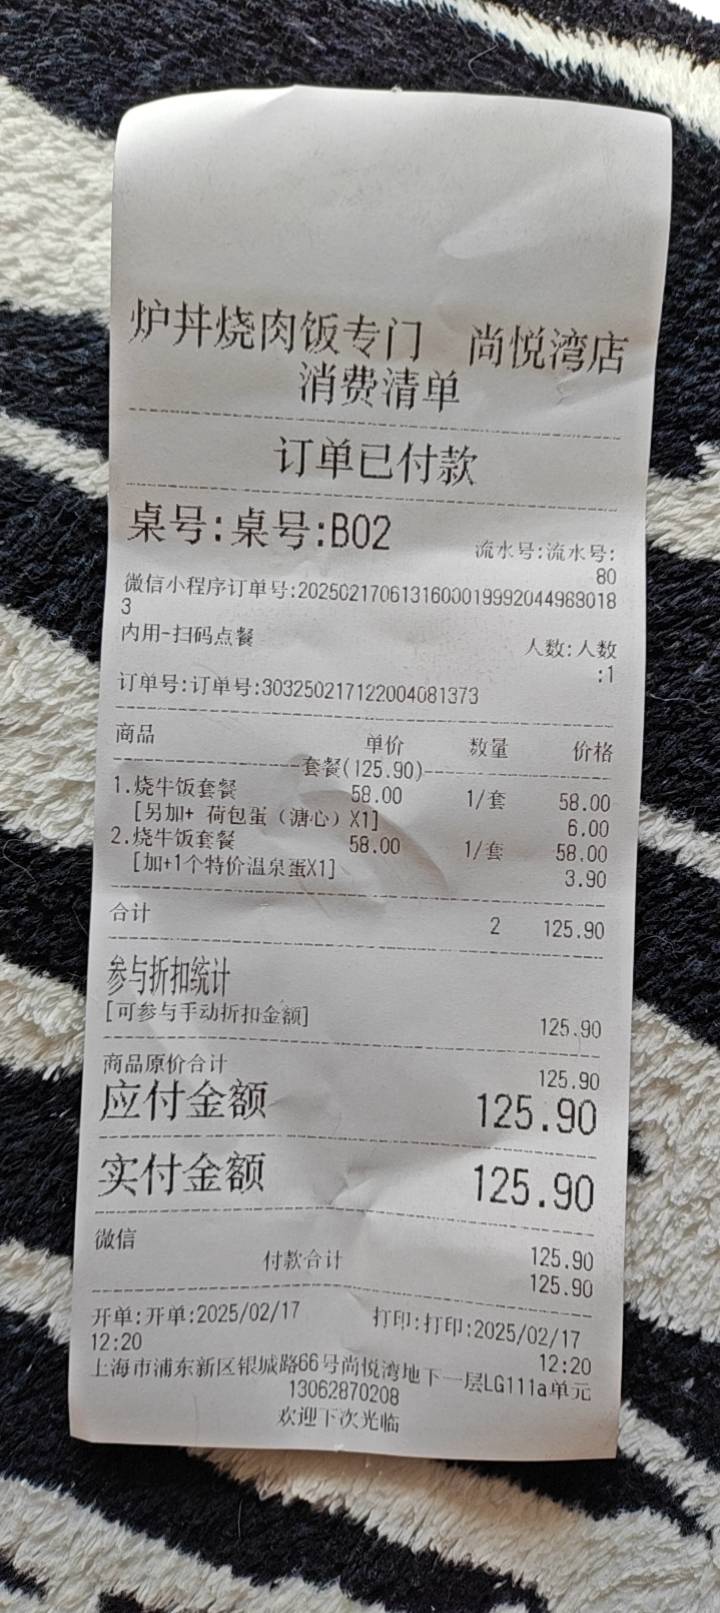 炉丼烧肉饭专门 尚悦湾店
消费清单
订单已付款
桌号:桌号:B02 流水号:流水号:
80
微信小程序订单号:2025021706131600019992044989018
3
内用-扫码点餐 人数:人数
:1
订单号:订单号:303250217122004081373
商品 单价 数量 价格
套餐(125.90)
1.烧牛饭套餐 58.00 1/套 58.00
[另加+ 荷包蛋（溏心）X1] 6.00
2.烧牛饭套餐 58.00 1/套 58.00
[加+1个特价温泉蛋X1] 3.90
合计 2 125.90
参与折扣统计
[可参与手动折扣金额] 125.90
商品原价合计 125.90
应付金额 125.90
实付金额 125.90
微信 125.90
付款合计 125.90
开单:开单:2025/02/17 打印:打印:2025/02/17
12:20 12:20
上海市浦东新区银城路66号尚悦湾地下一层LG111a单元
13062870208
欢迎下次光临